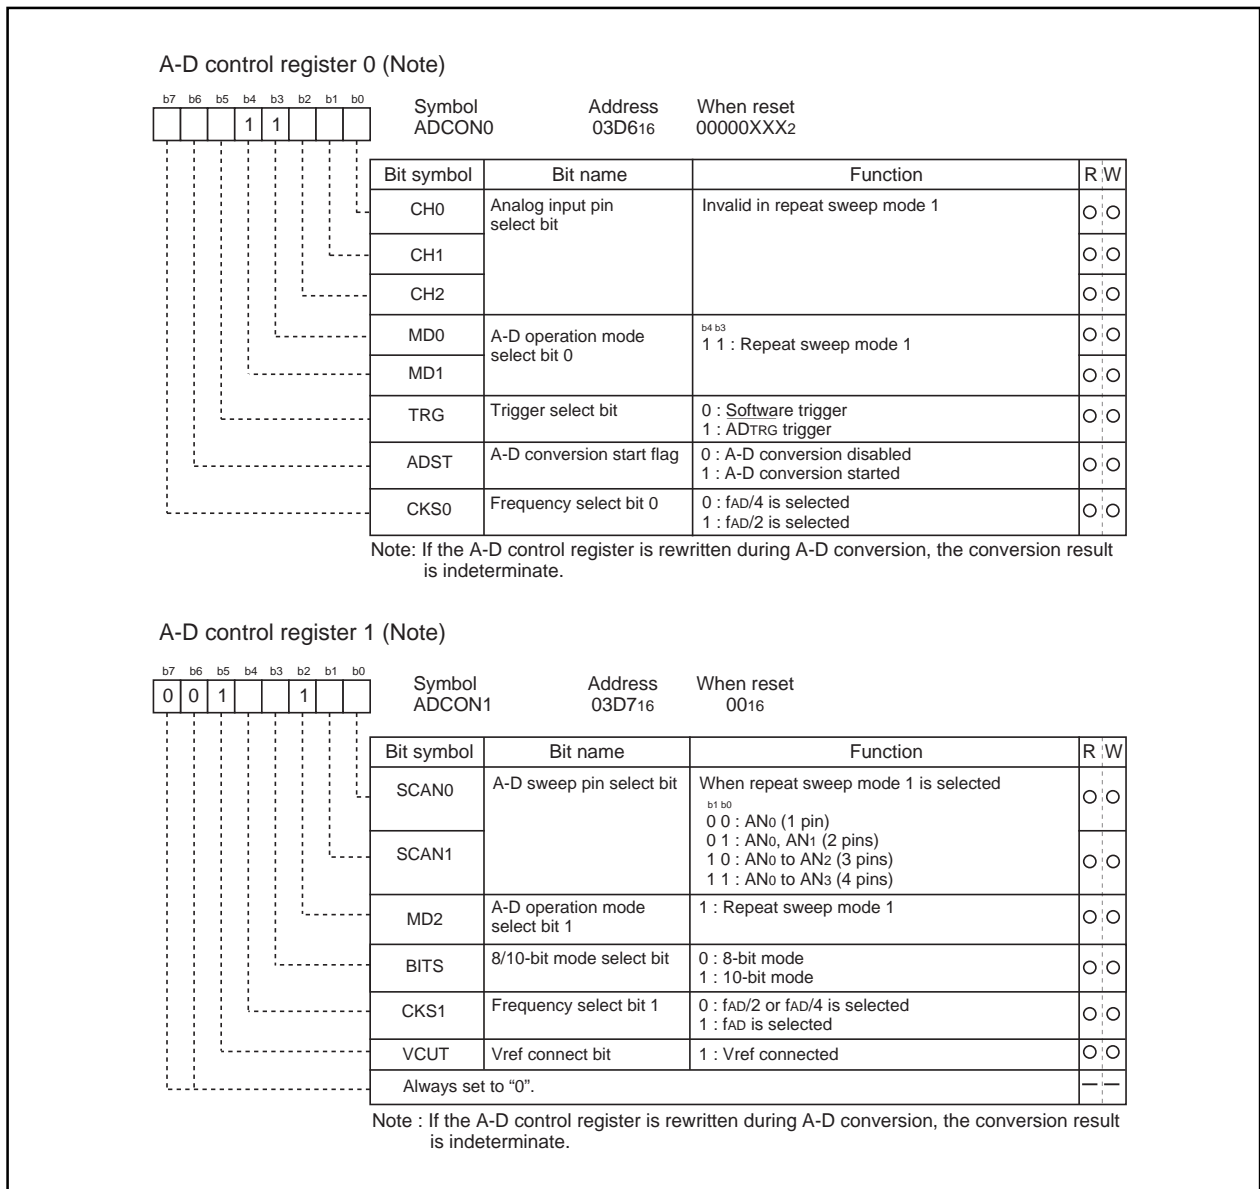 A-D control register 0 (Note)
b7 b6 b5 b4 b3 b2 b1 b0
1 1
Symbol Address When reset
ADCON0 03D616 00000XXX2
Bit symbol Bit name Function R W
CH0 Analog input pin select bit Invalid in repeat sweep mode 1
CH1
CH2
MD0 A-D operation mode select bit 0 b4 b3
1 1 : Repeat sweep mode 1
MD1
TRG Trigger select bit 0 : Software trigger
1 : ADTRG trigger
ADST A-D conversion start flag 0 : A-D conversion disabled
1 : A-D conversion started
CKS0 Frequency select bit 0 0 : fAD/4 is selected
1 : fAD/2 is selected
Note: If the A-D control register is rewritten during A-D conversion, the conversion result
is indeterminate.
A-D control register 1 (Note)
b7 b6 b5 b4 b3 b2 b1 b0
0 0 1 1
Symbol Address When reset
ADCON1 03D716 0016
Bit symbol Bit name Function R W
SCAN0 A-D sweep pin select bit When repeat sweep mode 1 is selected
b1 b0
0 0 : AN0 (1 pin)
0 1 : AN0, AN1 (2 pins)
SCAN1 1 0 : AN0 to AN2 (3 pins)
1 1 : AN0 to AN3 (4 pins)
MD2 A-D operation mode select bit 1 1 : Repeat sweep mode 1
BITS 8/10-bit mode select bit 0 : 8-bit mode
1 : 10-bit mode
CKS1 Frequency select bit 1 0 : fAD/2 or fAD/4 is selected
1 : fAD is selected
VCUT Vref connect bit 1 : Vref connected
Always set to “0”.
Note : If the A-D control register is rewritten during A-D conversion, the conversion result
is indeterminate.